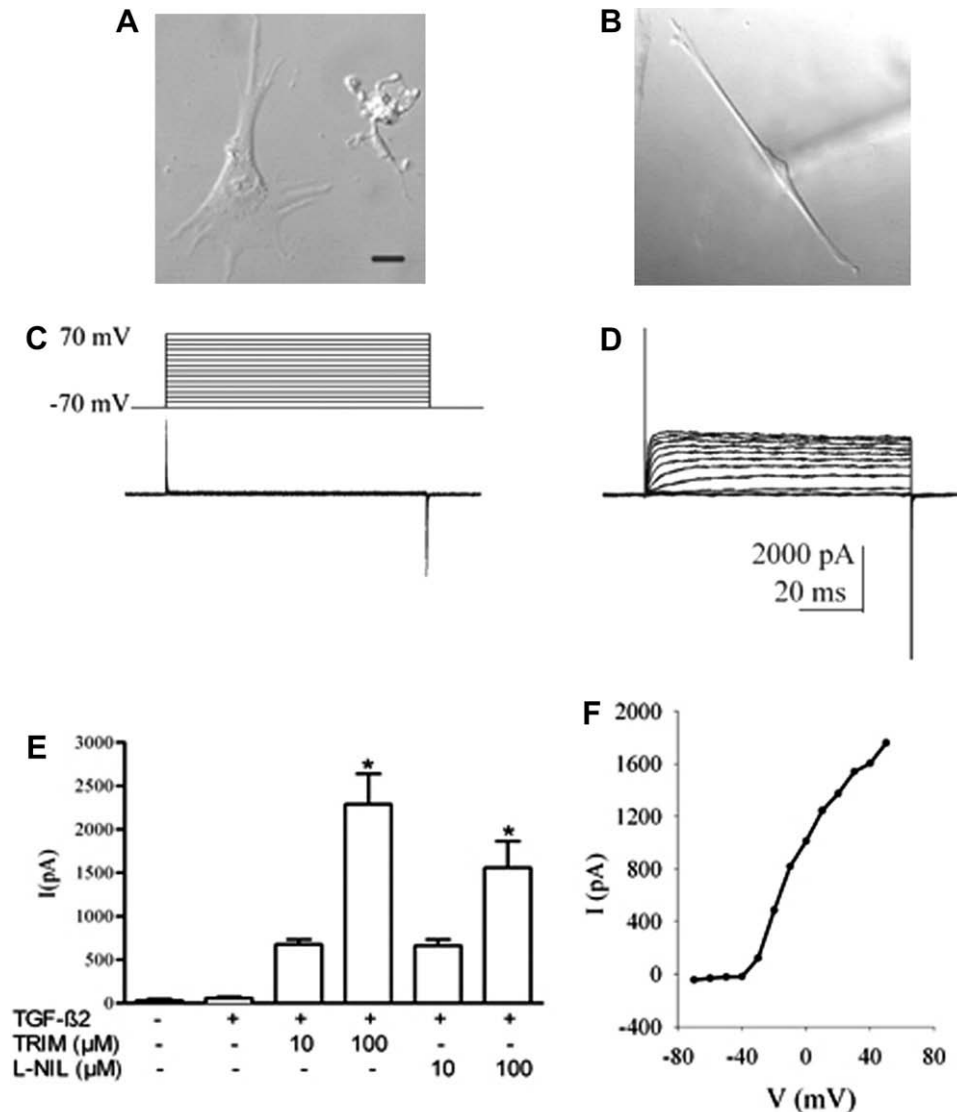 A
B
C
70 mV
-70 mV
D
2000 pA
20 ms
E
I(pA)
3000
2500
2000
1500
1000
500
0
*
*
TGF-ß2 - + + + + +
TRIM (µM) - - 10 100 - -
L-NIL (µM) - - - - 10 100
F
I (pA)
2000
1600
1200
800
400
0
-400
-80 -40 0 40 80
V (mV)